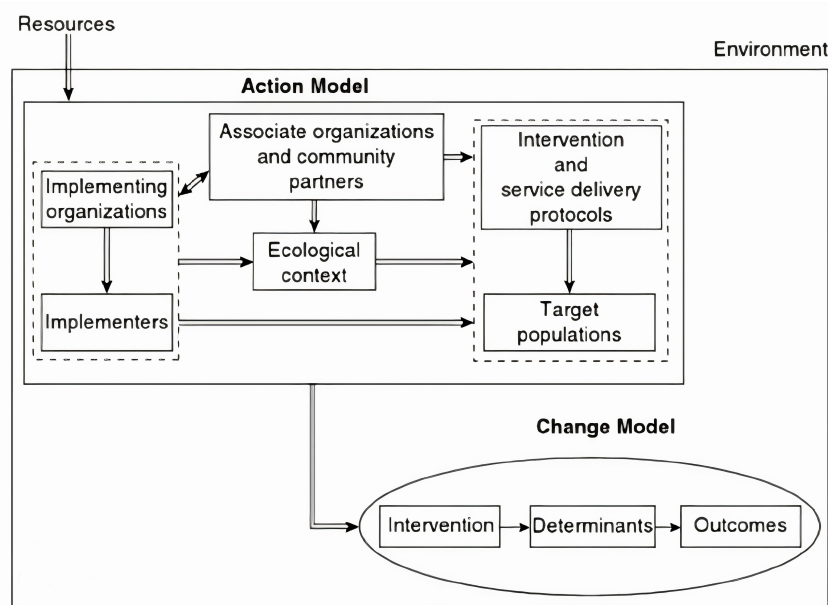 Resources
Environment
Action Model
Associate organizations
and community
partners
Intervention
and
service delivery
protocols
Implementing
organizations
Ecological
context
Implementers
Target
populations
Change Model
Intervention
Determinants
Outcomes